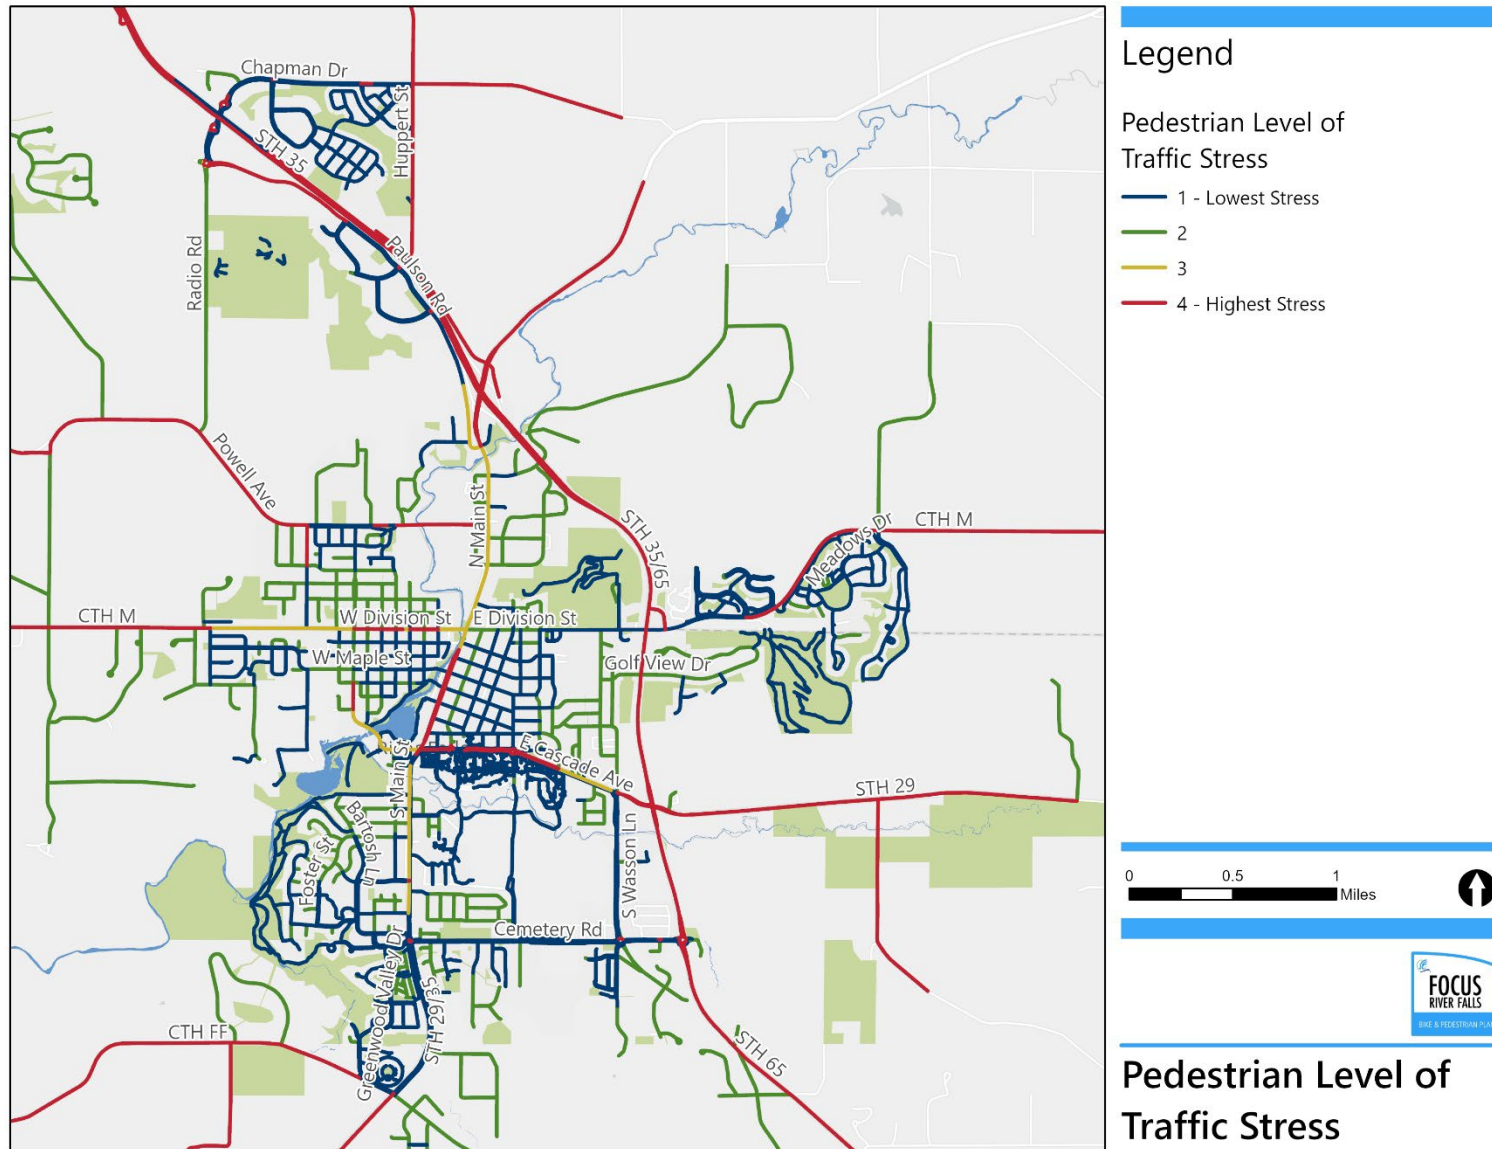 Chapman Dr
Huppert St
STH 35
Radio Rd
Paulson Rd
Powell Ave
N Main St
STH 35/65
Meadows Dr
CTH M
CTH M
W Division St
E Division St
W Maple St
Golf View Dr
S Main St
E Cascade Ave
STH 29
Bartosh Ln
Foster St
S Wasson Ln
Cemetery Rd
Greenwood Valley Dr
STH 29/35
CTH FF
STH 65
Legend
Pedestrian Level of
Traffic Stress
1 - Lowest Stress
2
3
4 - Highest Stress
0 0.5 1
Miles
FOCUS
RIVER FALLS
BIKE & PEDESTRIAN PLAN
Pedestrian Level of
Traffic Stress